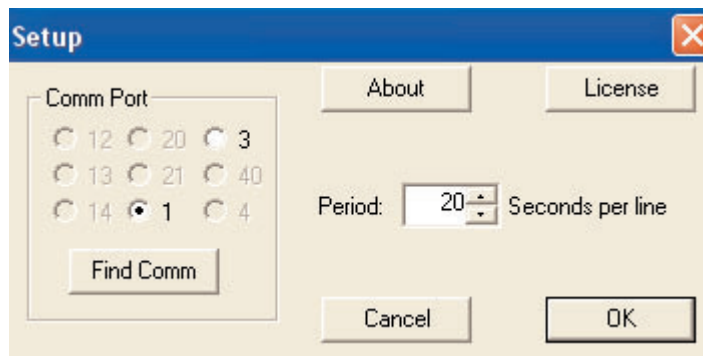 Setup
Comm Port
About
License
12 20 3
13 21 40
14 1 4
Period: 20 Seconds per line
Find Comm
Cancel
OK